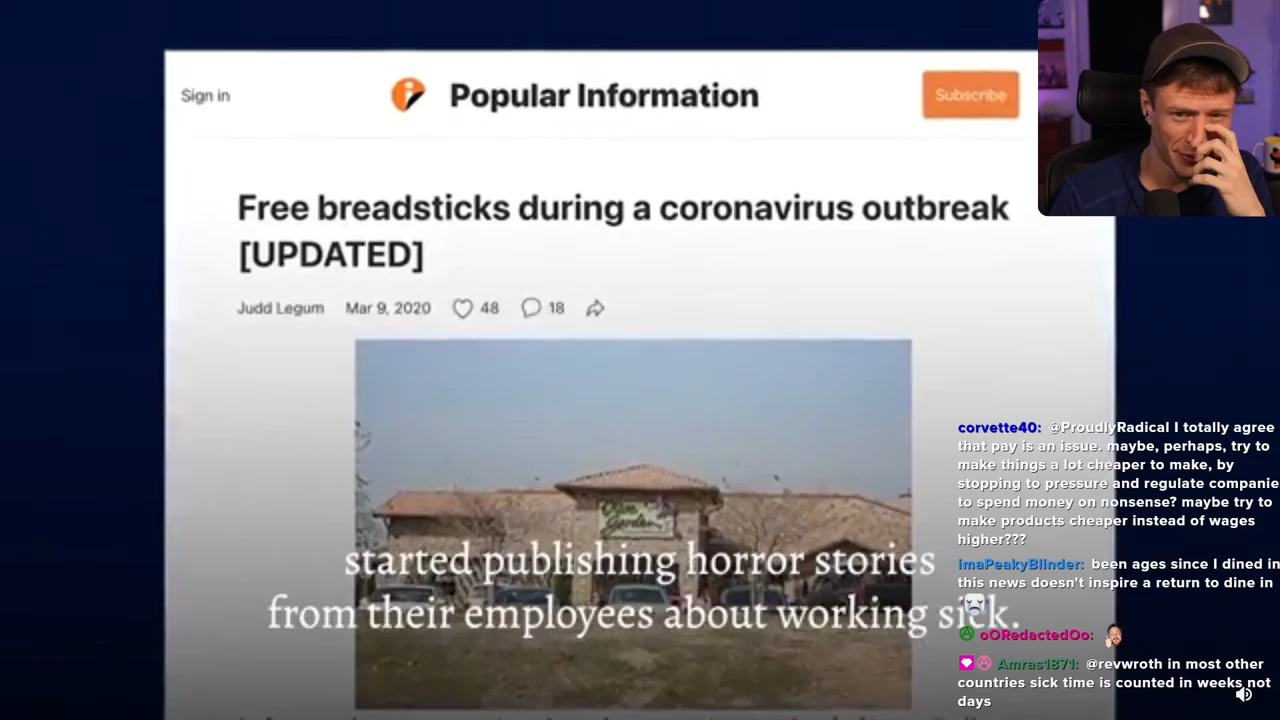 Sign in
Popular Information
Subscribe
Free breadsticks during a coronavirus outbreak
[UPDATED]
Judd Legum Mar 9, 2020 48 18
Olive
Garden
started publishing horror stories
from their employees about working sick.
corvette40: @ProudlyRadical I totally agree
that pay is an issue. maybe, perhaps, try to
make things a lot cheaper to make, by
stopping to pressure and regulate companie
to spend money on nonsense? maybe try to
make products cheaper instead of wages
higher???
imaPeakyBlinder: been ages since I dined in
this news doesn't inspire a return to dine in
oORedactedOo:
Amras1871: @revwroth in most other
countries sick time is counted in weeks not
days